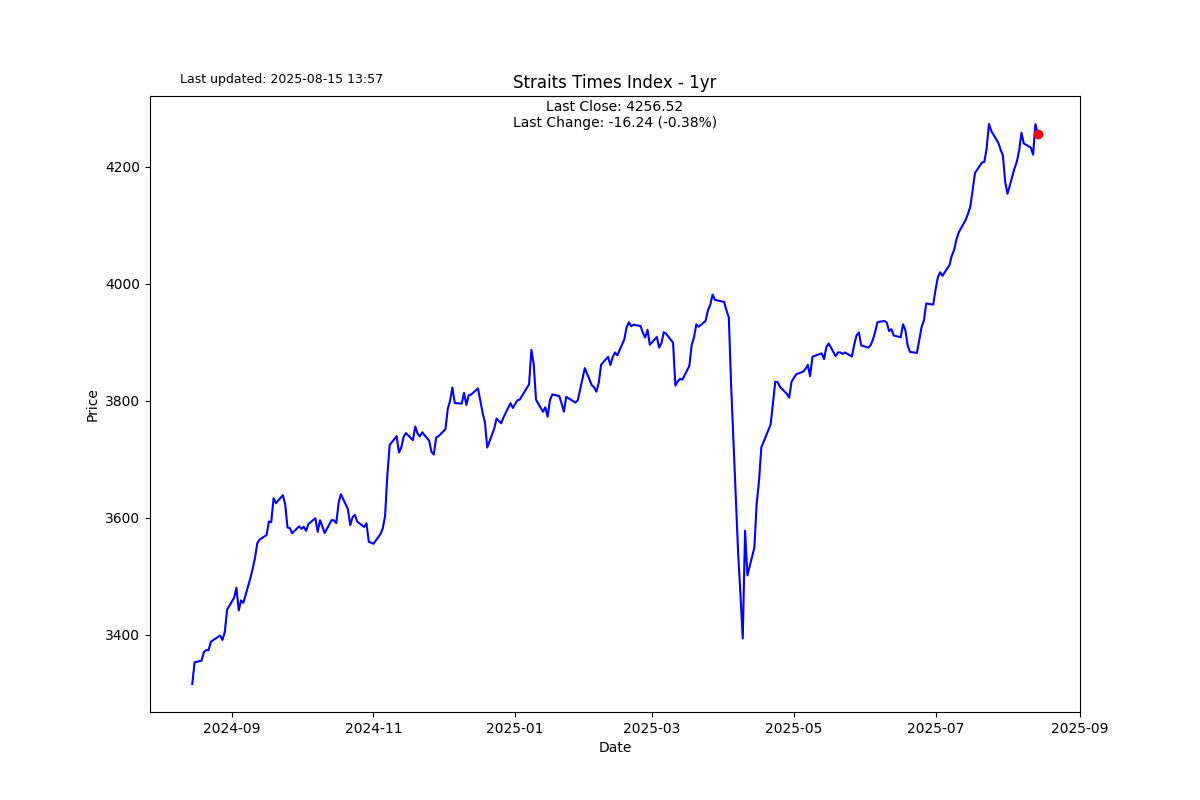 Last updated: 2025-08-15 13:57
Straits Times Index - 1yr
Last Close: 4256.52
Last Change: -16.24 (-0.38%)
4200
4000
3800
3600
3400
Price
2024-09
2024-11
2025-01
2025-03
2025-05
2025-07
2025-09
Date